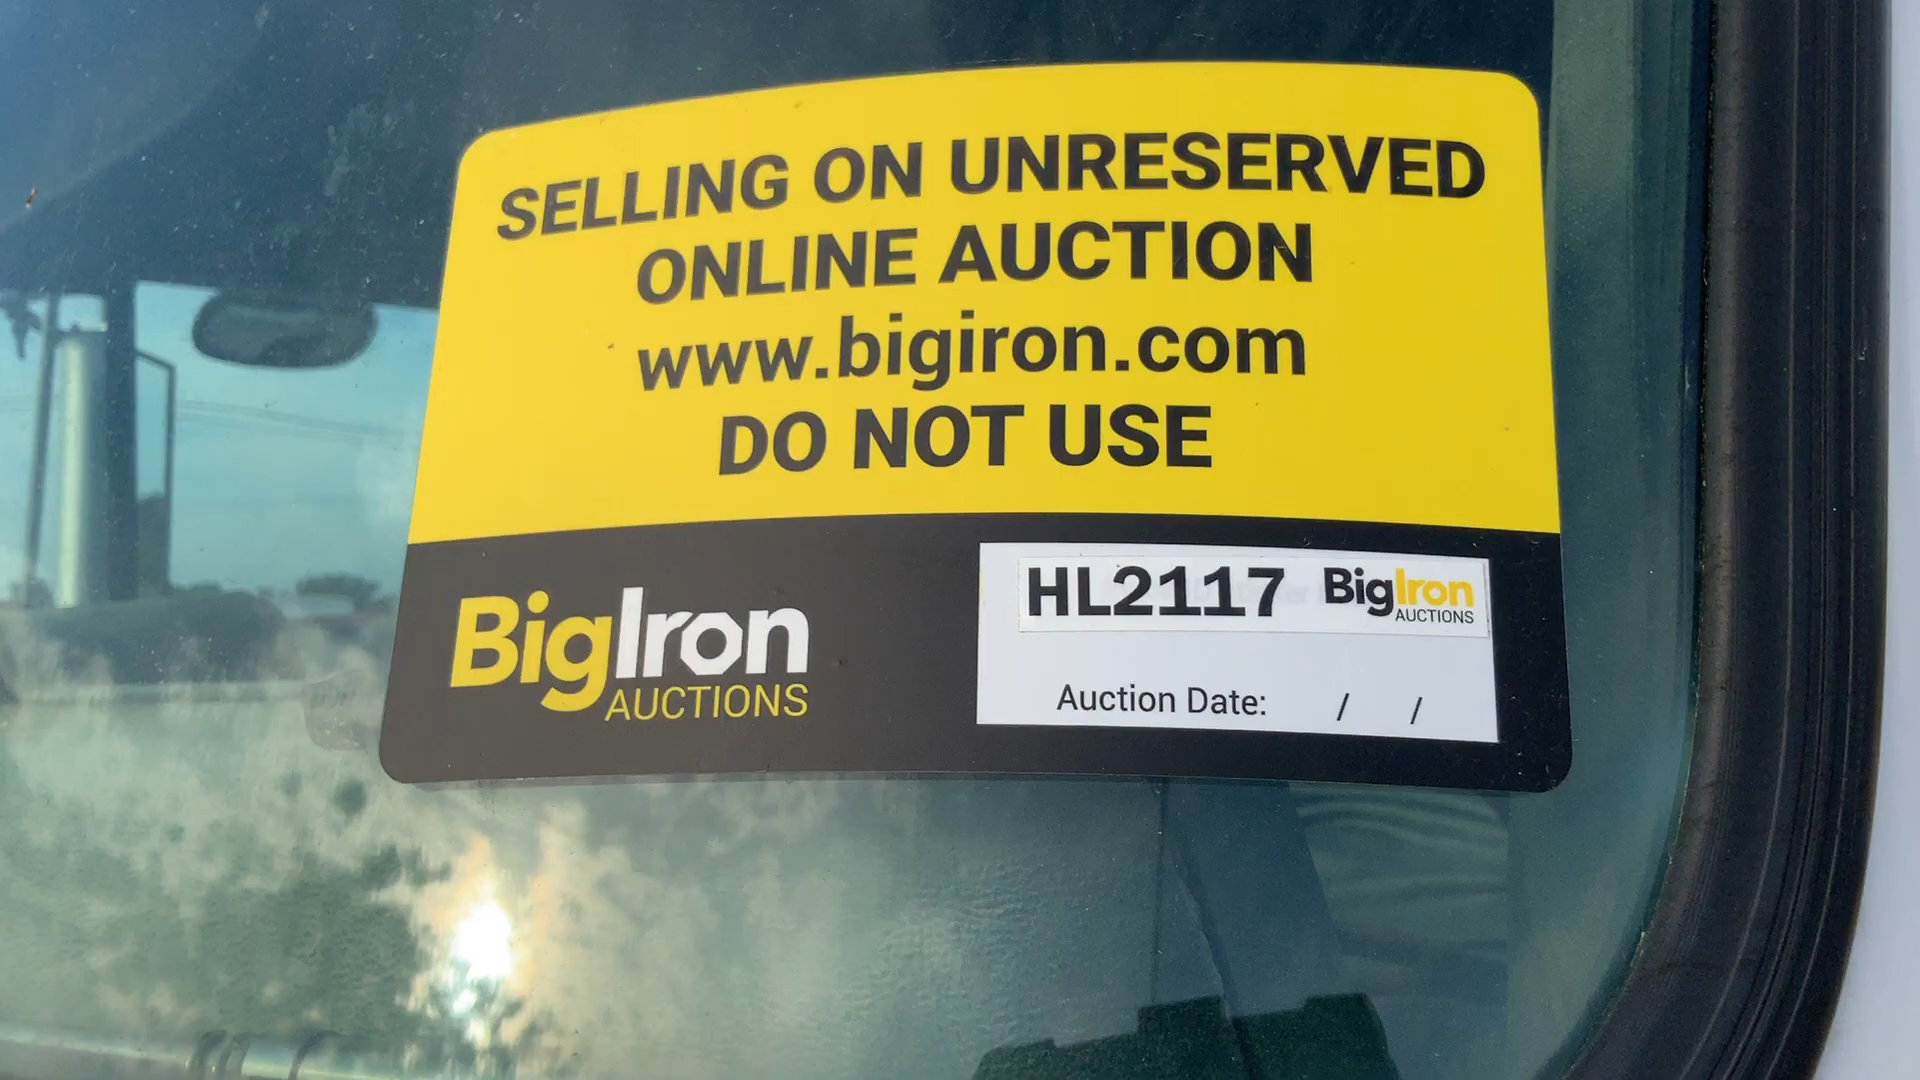 SELLING ON UNRESERVED
ONLINE AUCTION
www.bigiron.com
DO NOT USE
BigIron
AUCTIONS
HL2117 BigIron
AUCTIONS
Auction Date: / /